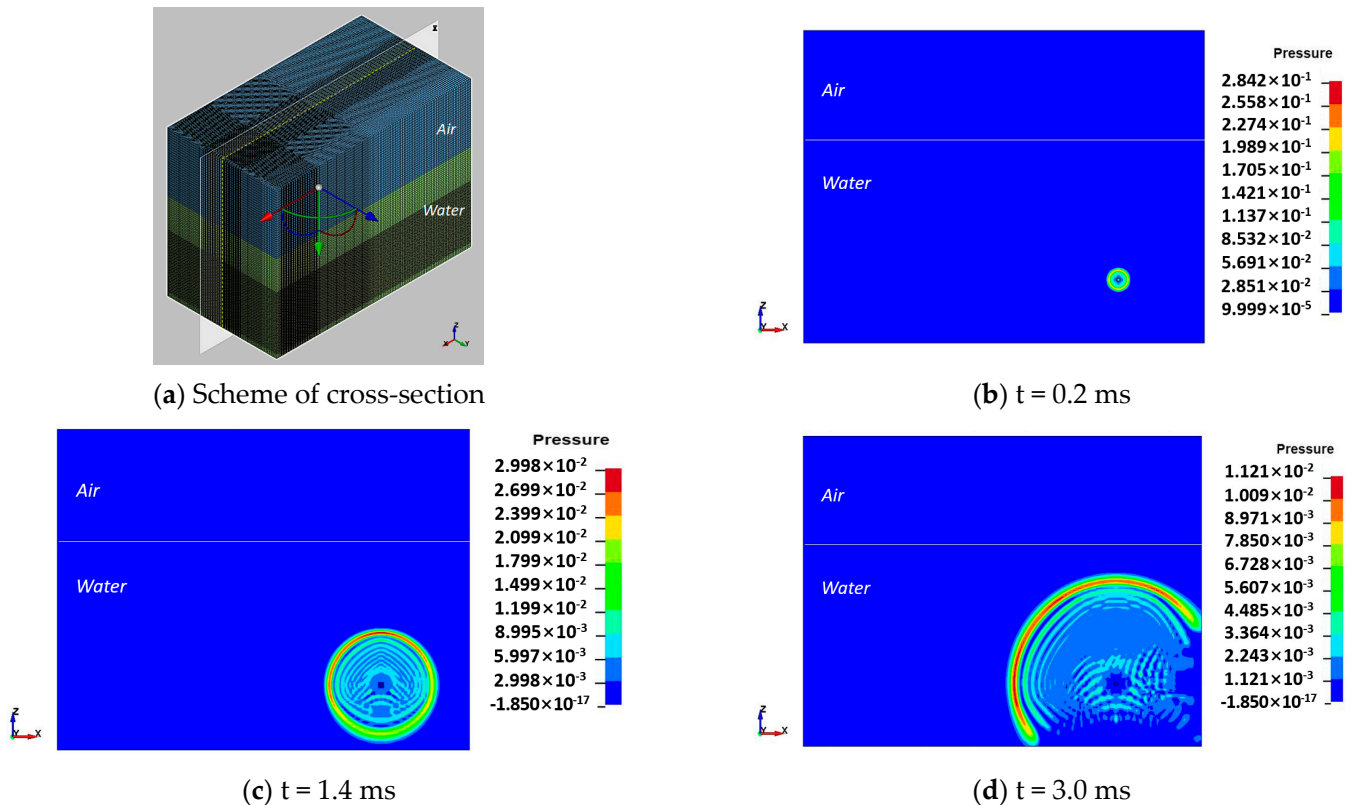 Air
Water
Z
X Y
(a) Scheme of cross-section
Air
Water
Pressure
2.842×10⁻¹
2.558×10⁻¹
2.274×10⁻¹
1.989×10⁻¹
1.705×10⁻¹
1.421×10⁻¹
1.137×10⁻¹
8.532×10⁻²
5.691×10⁻²
2.851×10⁻²
9.999×10⁻⁵
Z
Y X
(b) t = 0.2 ms
Air
Water
Pressure
2.998×10⁻²
2.699×10⁻²
2.399×10⁻²
2.099×10⁻²
1.799×10⁻²
1.499×10⁻²
1.199×10⁻²
8.995×10⁻³
5.997×10⁻³
2.998×10⁻³
-1.850×10⁻¹⁷
Z
Y X
(c) t = 1.4 ms
Air
Water
Pressure
1.121×10⁻²
1.009×10⁻²
8.971×10⁻³
7.850×10⁻³
6.728×10⁻³
5.607×10⁻³
4.485×10⁻³
3.364×10⁻³
2.243×10⁻³
1.121×10⁻³
-1.850×10⁻¹⁷
Z
Y X
(d) t = 3.0 ms